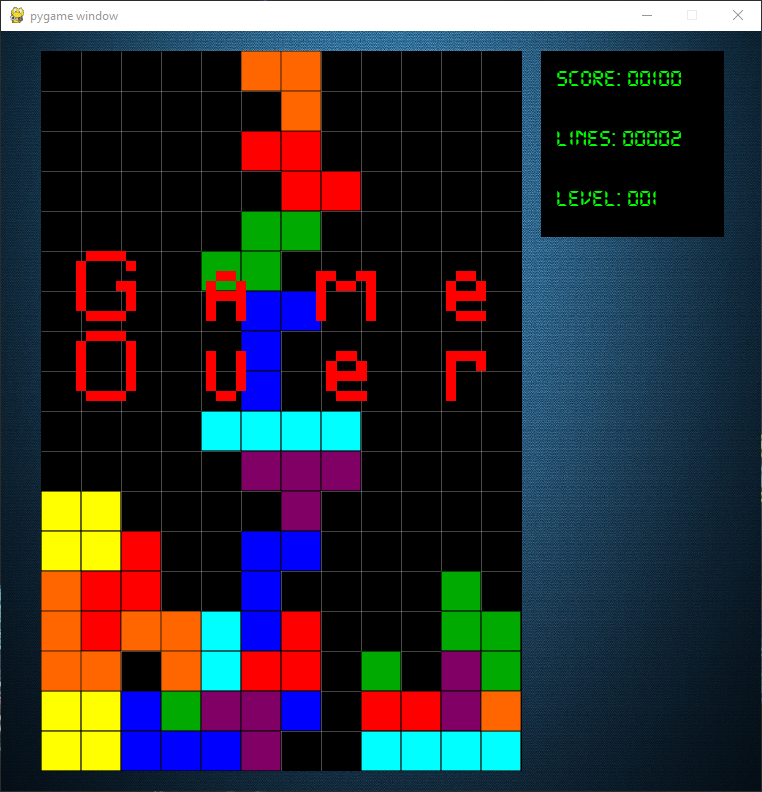 pygame window
SCORE: 00100
LINES: 00002
LEVEL: 001
GAMe
Over